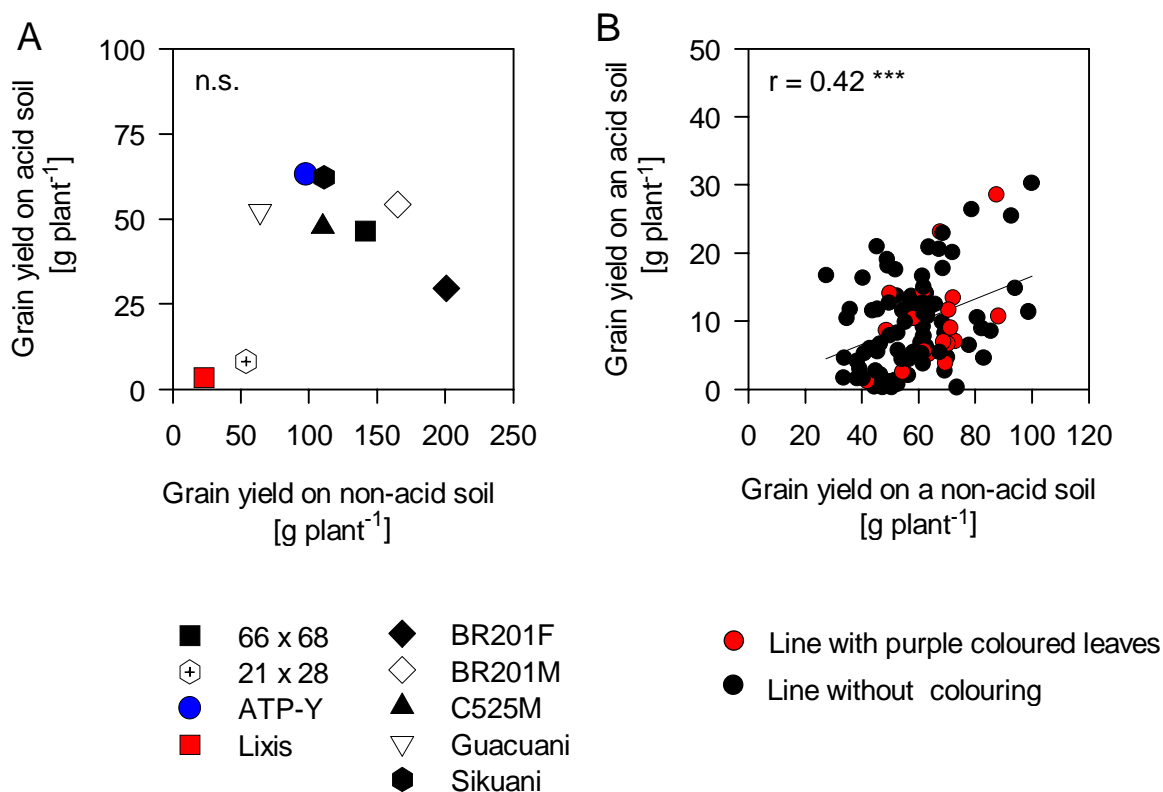 A
Grain yield on acid soil
[g plant⁻¹]
100
75
50
25
0
n.s.
0 50 100 150 200 250
Grain yield on non-acid soil
[g plant⁻¹]
B
Grain yield on an acid soil
[g plant⁻¹]
50
40
30
20
10
0
r = 0.42 ***
0 20 40 60 80 100 120
Grain yield on a non-acid soil
[g plant⁻¹]
66 x 68
21 x 28
ATP-Y
Lixis
BR201F
BR201M
C525M
Guacuani
Sikuani
Line with purple coloured leaves
Line without colouring